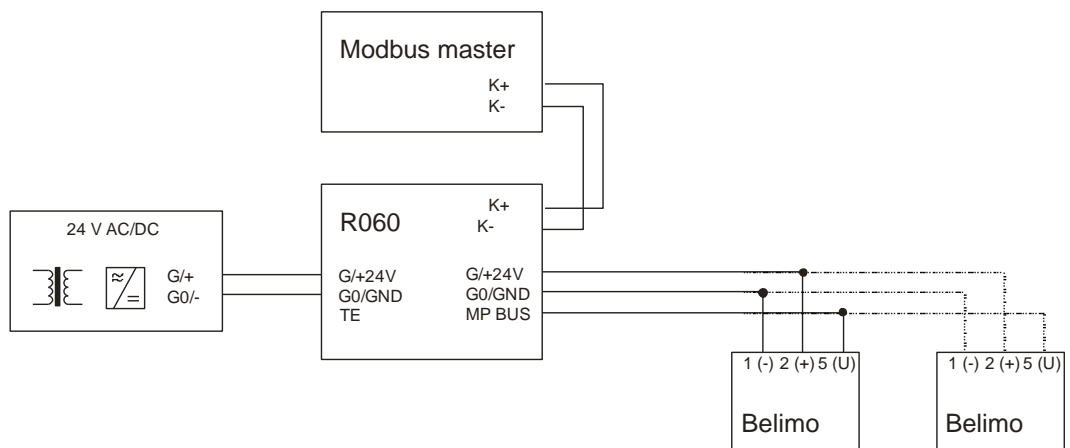 Modbus master
K+
K-
R060
K+
K-
24 V AC/DC
G/+
G0/-
G/+24V
G0/GND
TE
G/+24V
G0/GND
MP BUS
1 (-) 2 (+) 5 (U)
Belimo
1 (-) 2 (+) 5 (U)
Belimo